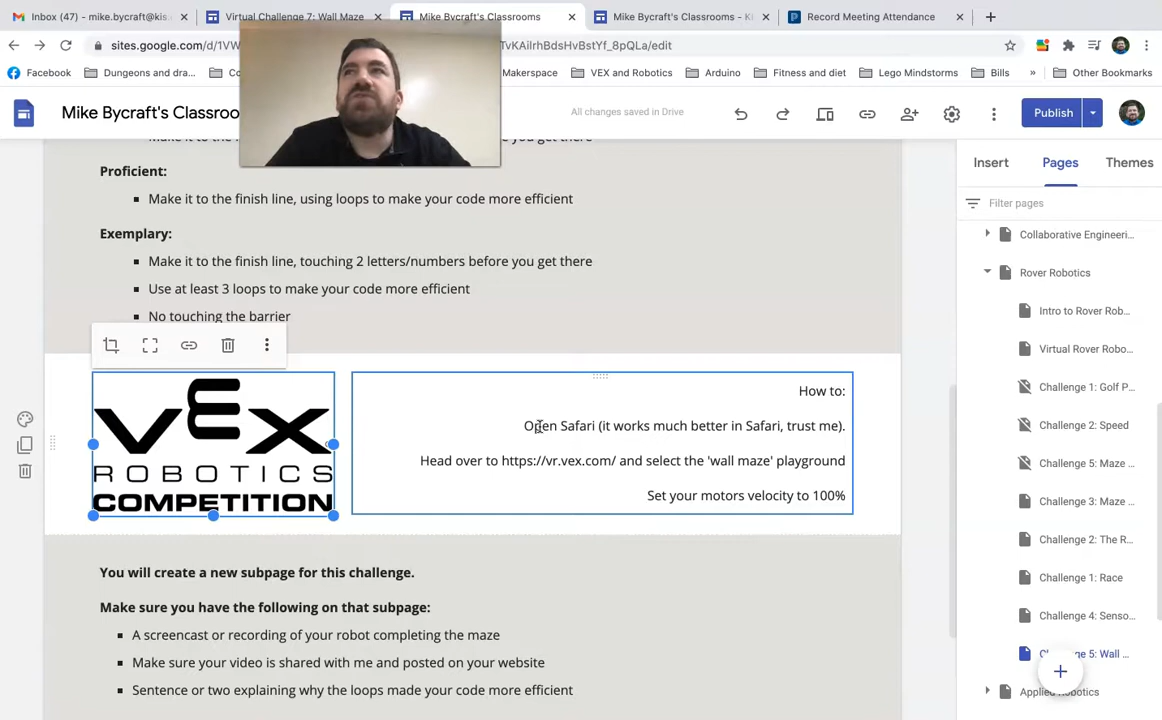 Inbox (47) - mike.bycraft@kis.a
Virtual Challenge 7: Wall Maze
Mike Bycraft's Classrooms
Mike Bycraft's Classrooms - Ki
Record Meeting Attendance
sites.google.com/d/1VW
TvKAilrhBdsHvBstYf_8pQLa/edit
Facebook
Dungeons and dra...
Co
Makerspace
VEX and Robotics
Arduino
Fitness and diet
Lego Mindstorms
Bills
»
Other Bookmarks
Mike Bycraft's Classroo
All changes saved in Drive
Publish
Insert
Pages
Themes
Filter pages
Collaborative Engineeri...
Rover Robotics
Intro to Rover Rob...
Virtual Rover Robo...
Challenge 1: Golf P...
Challenge 2: Speed
Challenge 5: Maze ...
Challenge 3: Maze ...
Challenge 2: The R...
Challenge 1: Race
Challenge 4: Senso...
5: Wall ...
Applied Robotics
you get there
Proficient:
Make it to the finish line, using loops to make your code more efficient
Exemplary:
Make it to the finish line, touching 2 letters/numbers before you get there
Use at least 3 loops to make your code more efficient
No touching the barrier
VEX
ROBOTICS
COMPETITION
How to:
Open Safari (it works much better in Safari, trust me).
Head over to https://vr.vex.com/ and select the 'wall maze' playground
Set your motors velocity to 100%
You will create a new subpage for this challenge.
Make sure you have the following on that subpage:
A screencast or recording of your robot completing the maze
Make sure your video is shared with me and posted on your website
Sentence or two explaining why the loops made your code more efficient